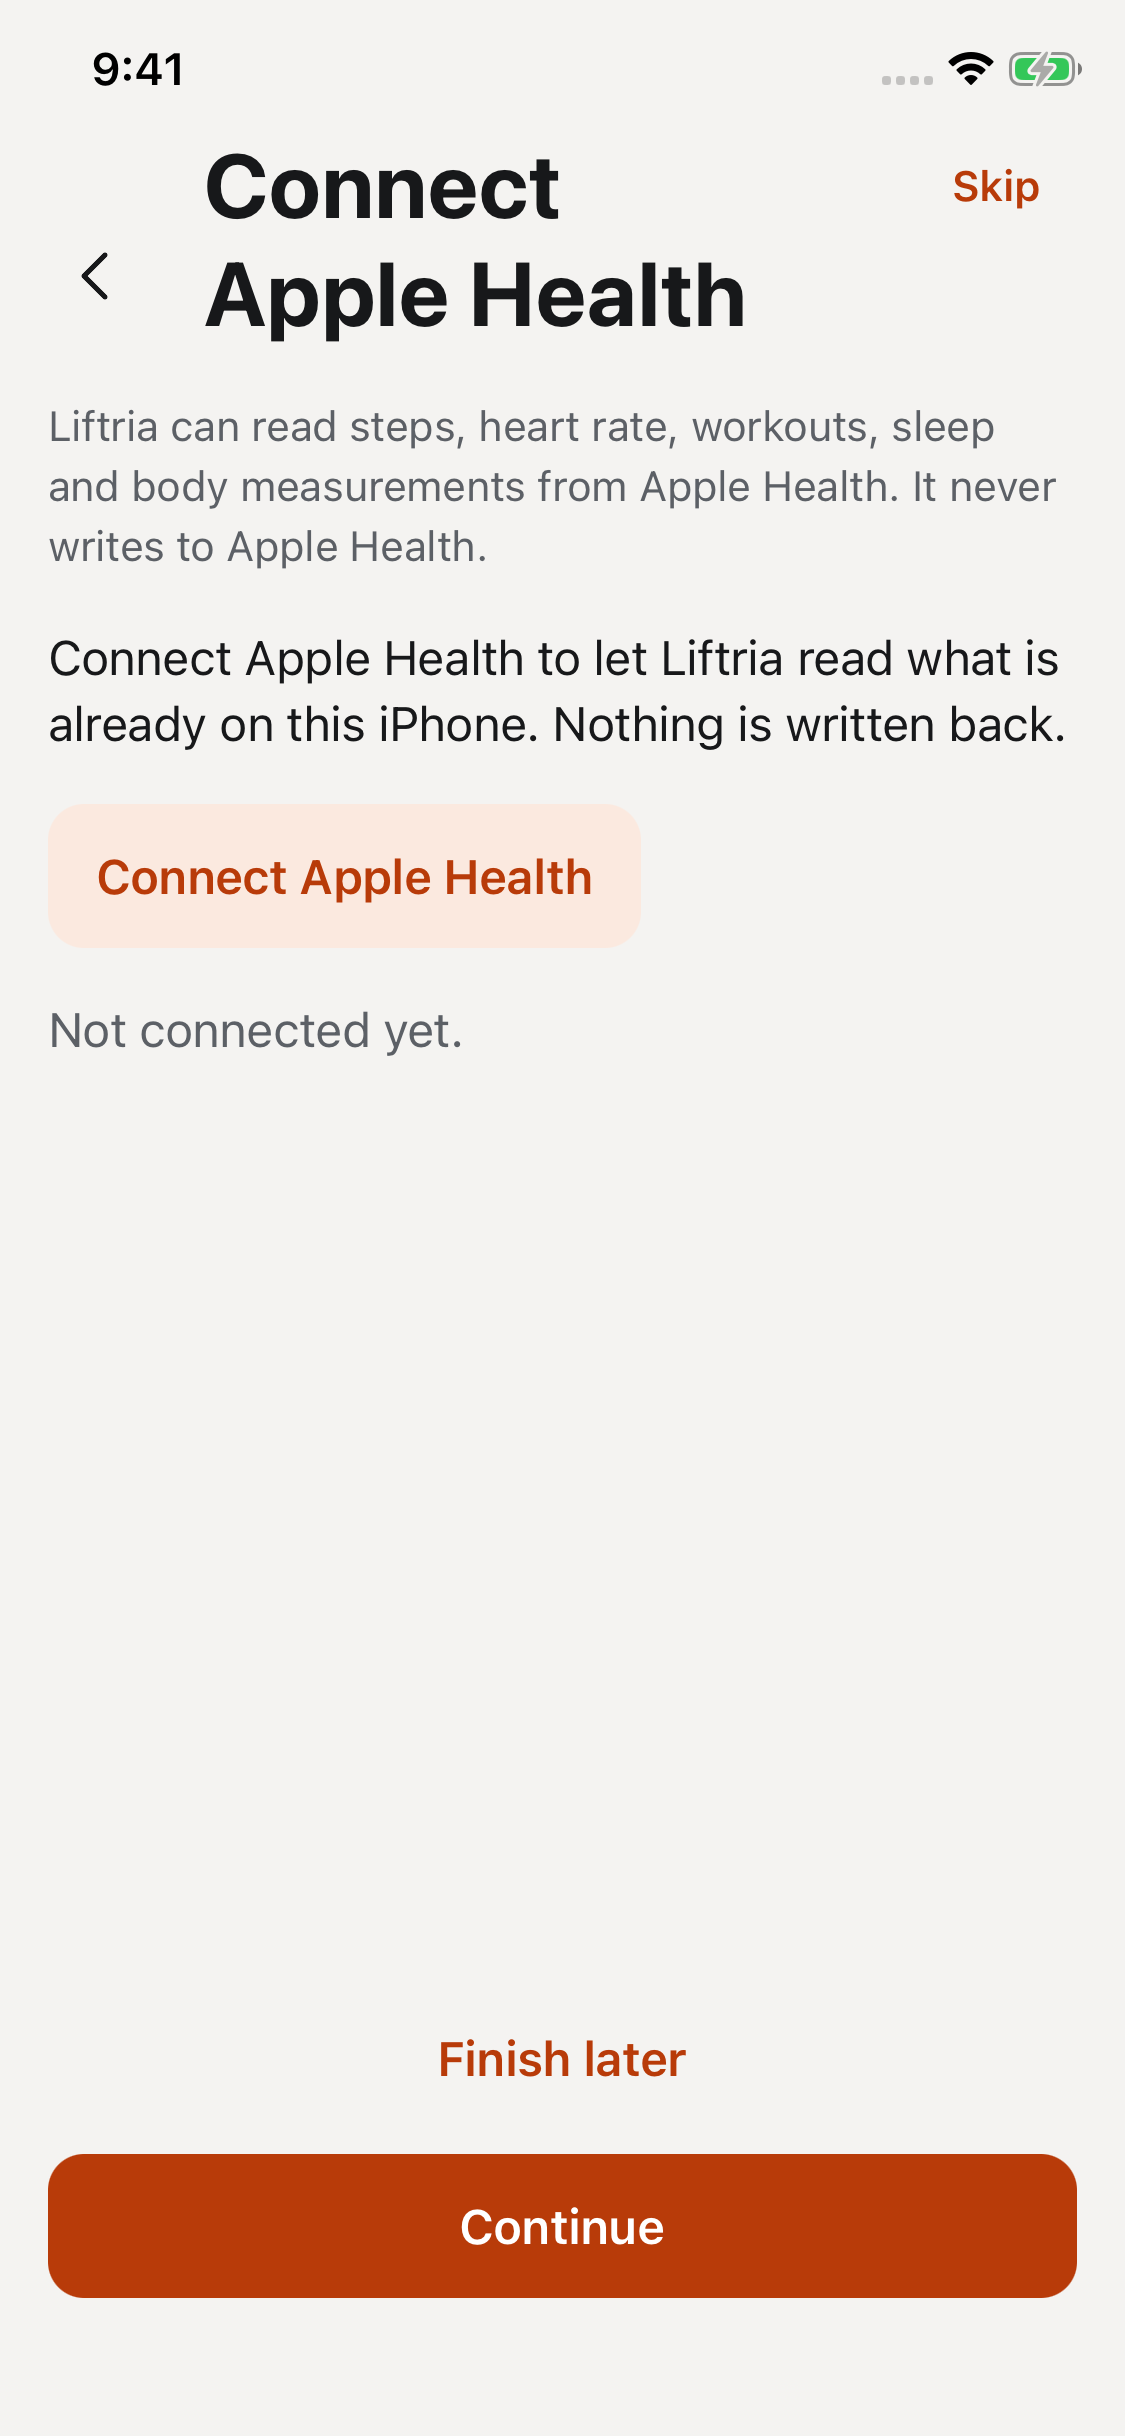 9:41
Connect
Apple Health
Skip
Liftria can read steps, heart rate, workouts, sleep
and body measurements from Apple Health. It never
writes to Apple Health.
Connect Apple Health to let Liftria read what is
already on this iPhone. Nothing is written back.
Connect Apple Health
Not connected yet.
Finish later
Continue